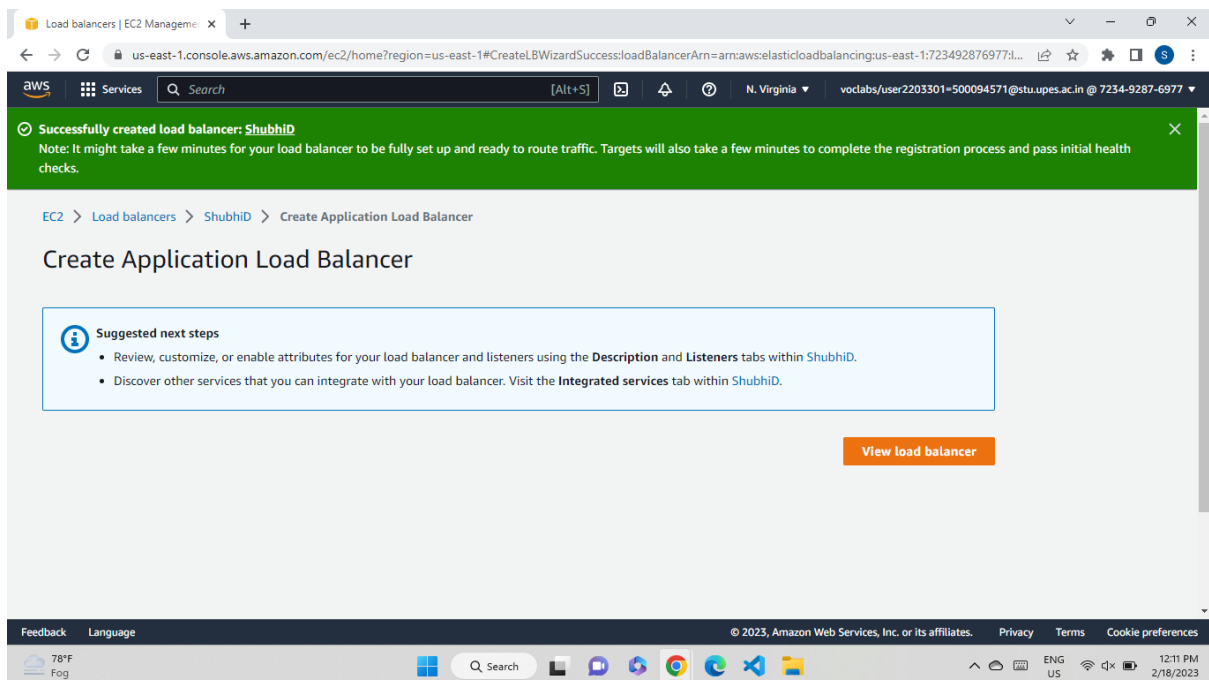 Load balancers | EC2 Manageme
us-east-1.console.aws.amazon.com/ec2/home?region=us-east-1#CreateLBWizardSuccess:loadBalancerArn=arn:aws:elasticloadbalancing:us-east-1:723492876977:l...
S
aws Services Search [Alt+S] N. Virginia voclabs/user2203301=500094571@stu.upes.ac.in @ 7234-9287-6977
Successfully created load balancer: ShubhiD
Note: It might take a few minutes for your load balancer to be fully set up and ready to route traffic. Targets will also take a few minutes to complete the registration process and pass initial health
checks.
EC2 > Load balancers > ShubhiD > Create Application Load Balancer
Create Application Load Balancer
Suggested next steps
• Review, customize, or enable attributes for your load balancer and listeners using the Description and Listeners tabs within ShubhiD.
• Discover other services that you can integrate with your load balancer. Visit the Integrated services tab within ShubhiD.
View load balancer
Feedback Language © 2023, Amazon Web Services, Inc. or its affiliates. Privacy Terms Cookie preferences
78°F
Fog
Search
ENG
US
12:11 PM
2/18/2023